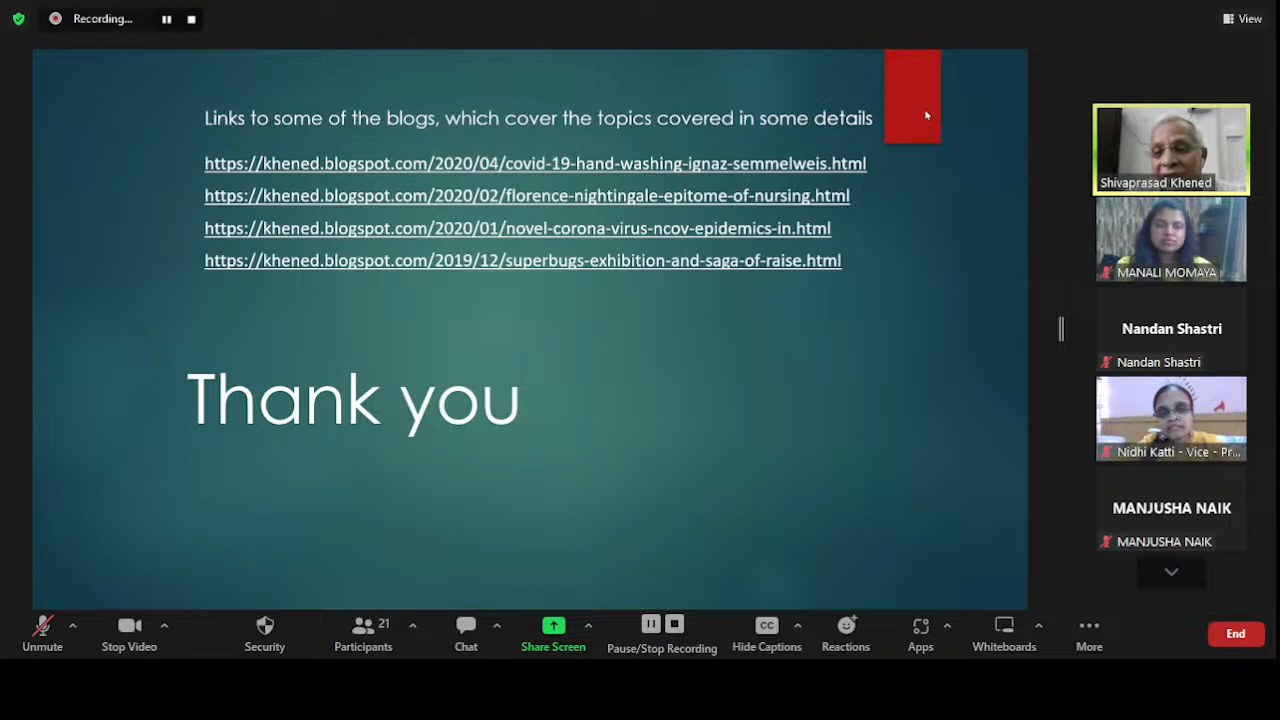 Recording...
View
Links to some of the blogs, which cover the topics covered in some details
https://khened.blogspot.com/2020/04/covid-19-hand-washing-ignaz-semmelweis.html
https://khened.blogspot.com/2020/02/florence-nightingale-epitome-of-nursing.html
https://khened.blogspot.com/2020/01/novel-corona-virus-ncov-epidemics-in.html
https://khened.blogspot.com/2019/12/superbugs-exhibition-and-saga-of-raise.html
Thank you
Shivaprasad Khened
MANALI MOMAYA
Nandan Shastri
Nandan Shastri
Nidhi Katti - Vice - Pr...
MANJUSHA NAIK
MANJUSHA NAIK
Unmute
Stop Video
Security
21
Participants
Chat
Share Screen
Pause/Stop Recording
CC
Hide Captions
Reactions
Apps
Whiteboards
More
End